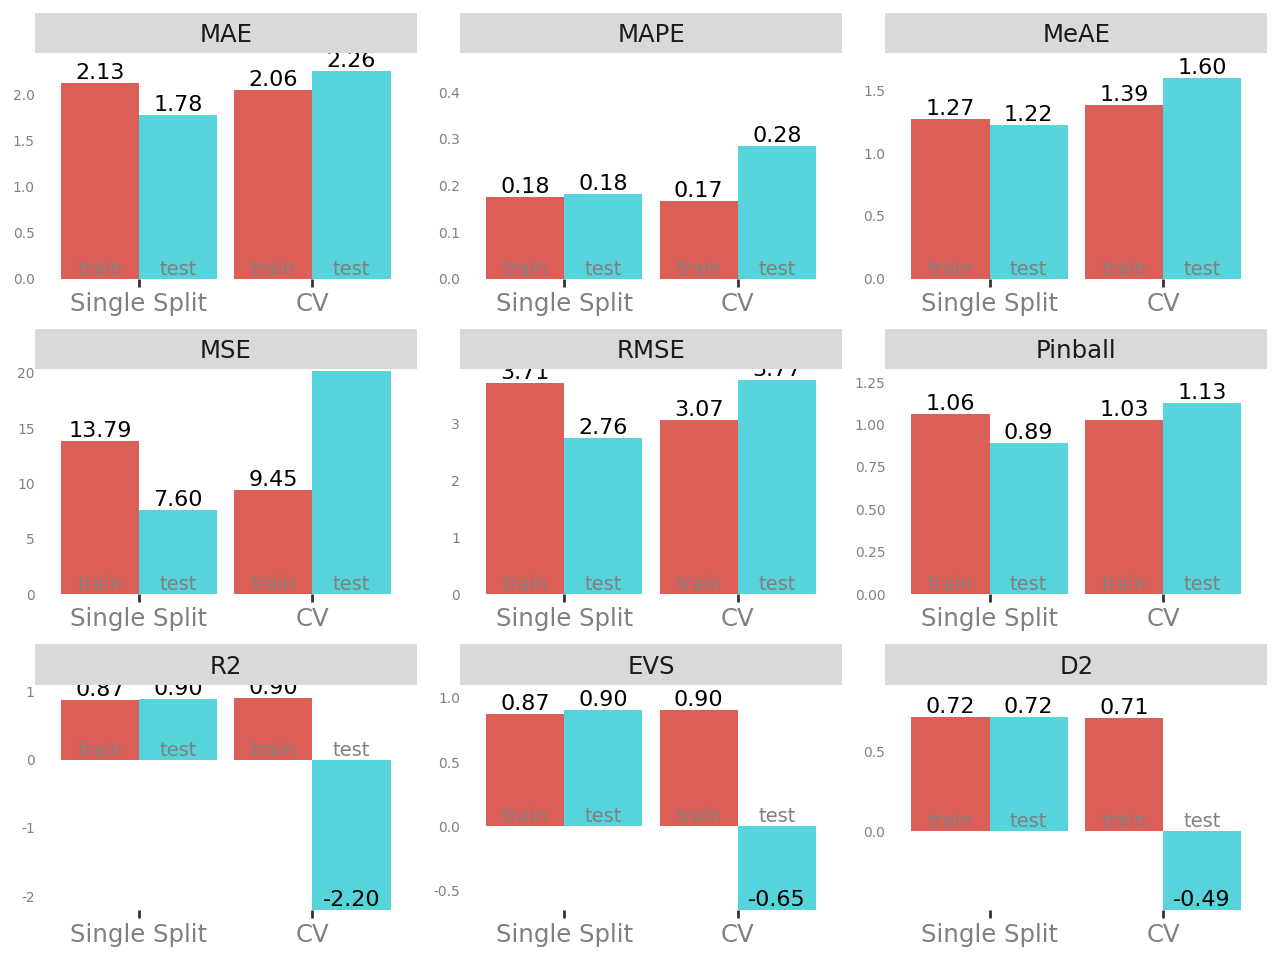 MAE
MAPE
MeAE
2.13
1.78
2.06
2.26
2.0
1.5
1.0
0.5
0.0
train
test
train
test
Single Split
CV
0.18
0.18
0.17
0.28
0.4
0.3
0.2
0.1
0.0
train
test
train
test
Single Split
CV
1.27
1.22
1.39
1.60
1.5
1.0
0.5
0.0
train
test
train
test
Single Split
CV
MSE
RMSE
Pinball
13.79
7.60
9.45
20
15
10
5
0
train
test
train
test
Single Split
CV
3.71
2.76
3.07
3.77
3
2
1
0
train
test
train
test
Single Split
CV
1.06
0.89
1.03
1.13
1.25
1.00
0.75
0.50
0.25
0.00
train
test
train
test
Single Split
CV
R2
EVS
D2
0.87
0.90
0.90
-2.20
1
0
-1
-2
train
test
train
test
Single Split
CV
0.87
0.90
0.90
-0.65
1.0
0.5
0.0
-0.5
train
test
train
test
Single Split
CV
0.72
0.72
0.71
-0.49
0.5
0.0
train
test
train
test
Single Split
CV